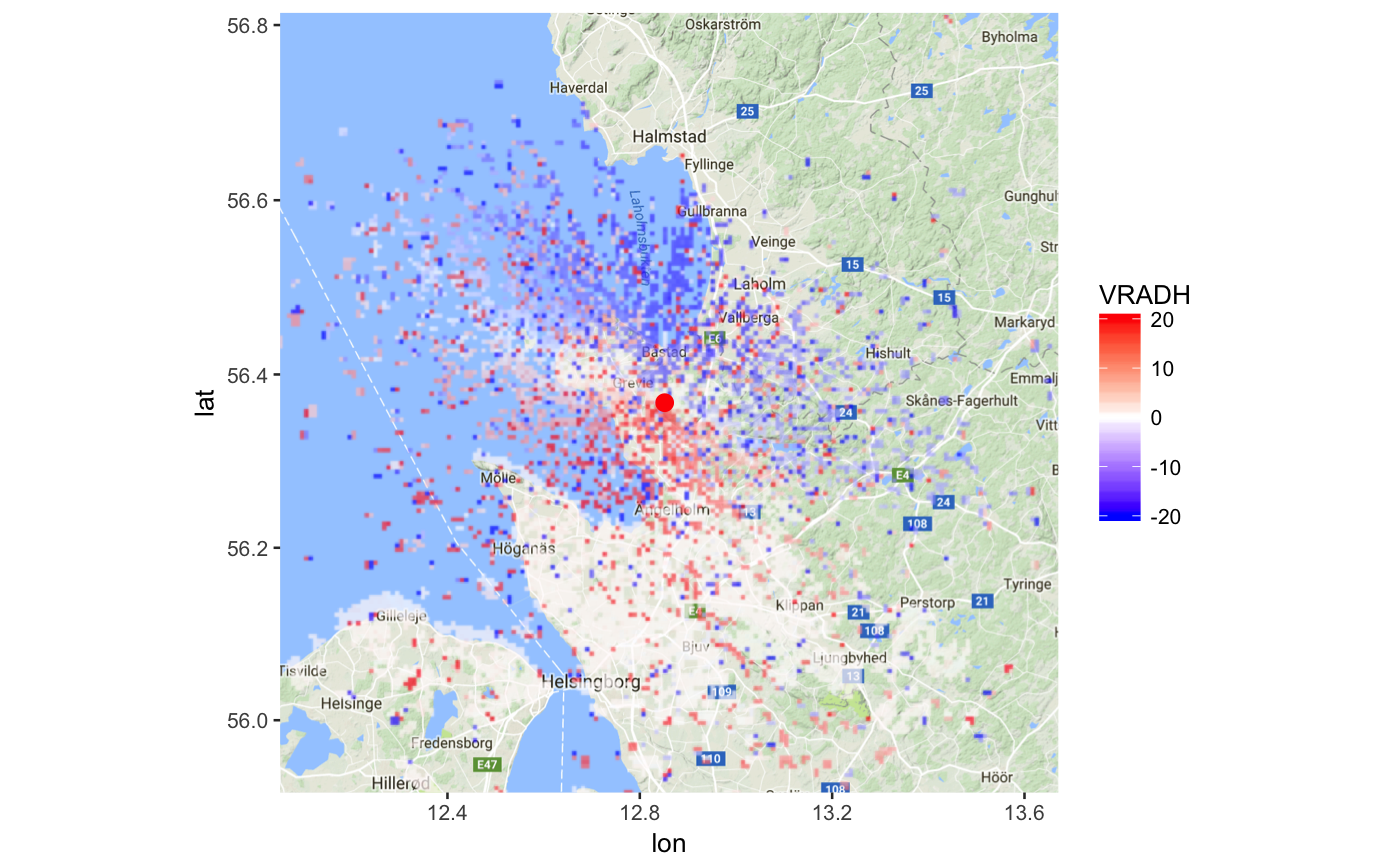 56.8
56.6
56.4
56.2
56.0
lat
Oskarström
Byholma
Haverdal
25
25
Halmstad
Fyllinge
Gullbranna
Gunghul
Laholmsbukten
Veinge
Str
15
Laholm
15
Vallberga
Markaryd
E6
Båstad
Hishult
Grevie
Emmalj
Skånes-Fagerhult
24
Vitt
Mölle
E4
B
Ängelholm
13
24
108
Höganäs
Tyringe
Gilleleje
E4
Klippan
21
Perstorp
21
108
Bjuv
Ljungbyhed
Tisvilde
13
Helsingborg
109
Helsinge
Fredensborg
110
E47
Hillerød
Höör
108
12.4
12.8
13.2
13.6
lon
VRADH
20
10
0
-10
-20